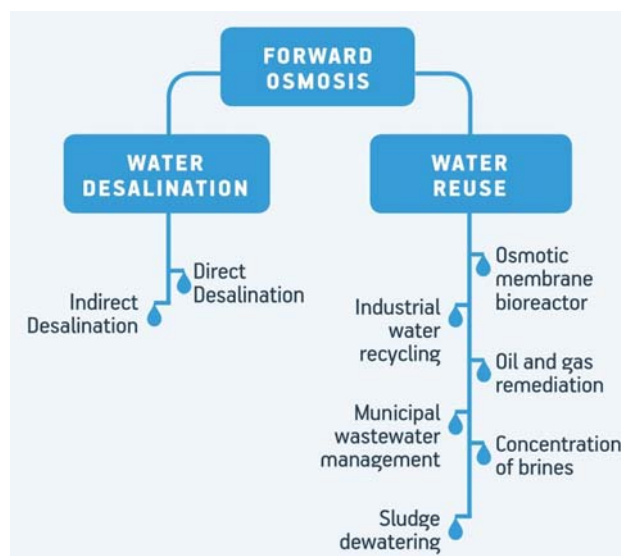 FORWARD
OSMOSIS
WATER
DESALINATION
Direct
Desalination
Indirect
Desalination
WATER
REUSE
Osmotic
membrane
bioreactor
Industrial
water
recycling
Oil and gas
remediation
Municipal
wastewater
management
Concentration
of brines
Sludge
dewatering